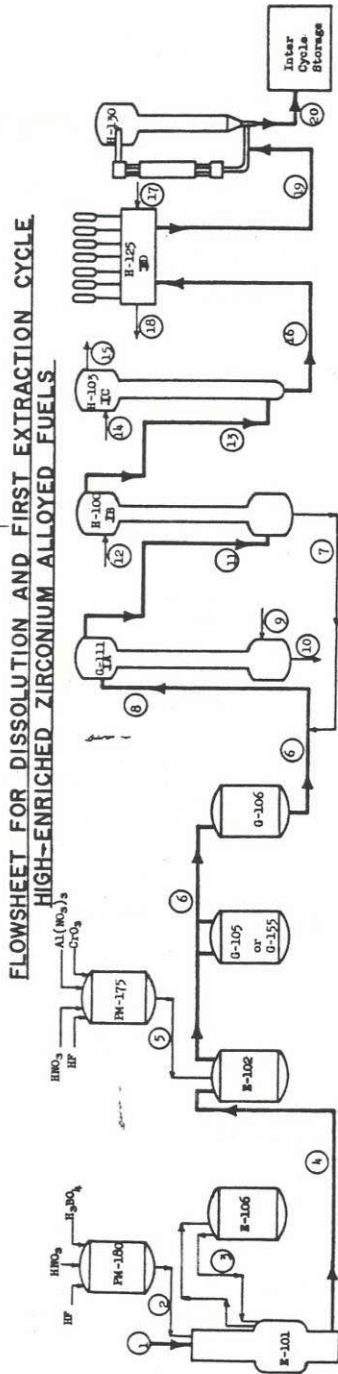 FLOWSHEET FOR DISSOLUTION AND FIRST EXTRACTION CYCLE
HIGH-ENRICHED ZIRCONIUM ALLOYED FUELS
HF
HNO₃
H₃BO₄
PM-180
1
2
3
E-101
E-106
4
HNO₃
HF
Al(NO₃)₃
CrO₃
PM-175
5
E-102
6
G-105
or
G-155
G-106
6
7
8
G-111
IA
9
10
11
H-100
IB
12
13
H-103
IC
14
15
16
H-125
ID
17
18
H-130
19
20
Inter
Cycle
Storage